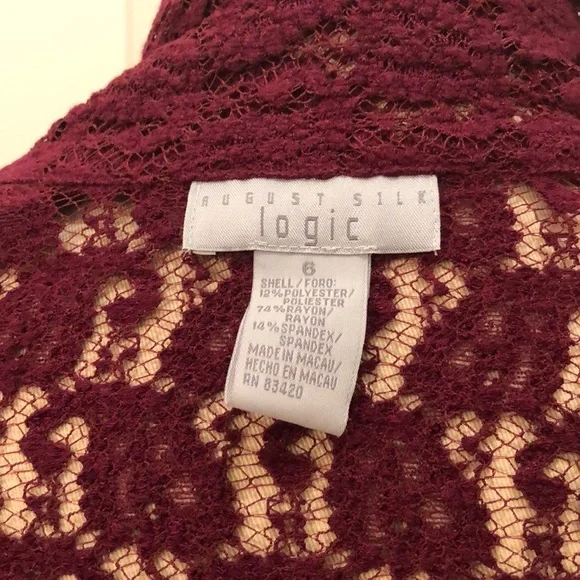 AUGUST SILK
logic
6
SHELL/FORO:
12%POLYESTER/
POLIESTER
74%RAYON/
RAYON
14%SPANDEX/
SPANDEX
MADE IN MACAU/
HECHO EN MACAU
RN 83420